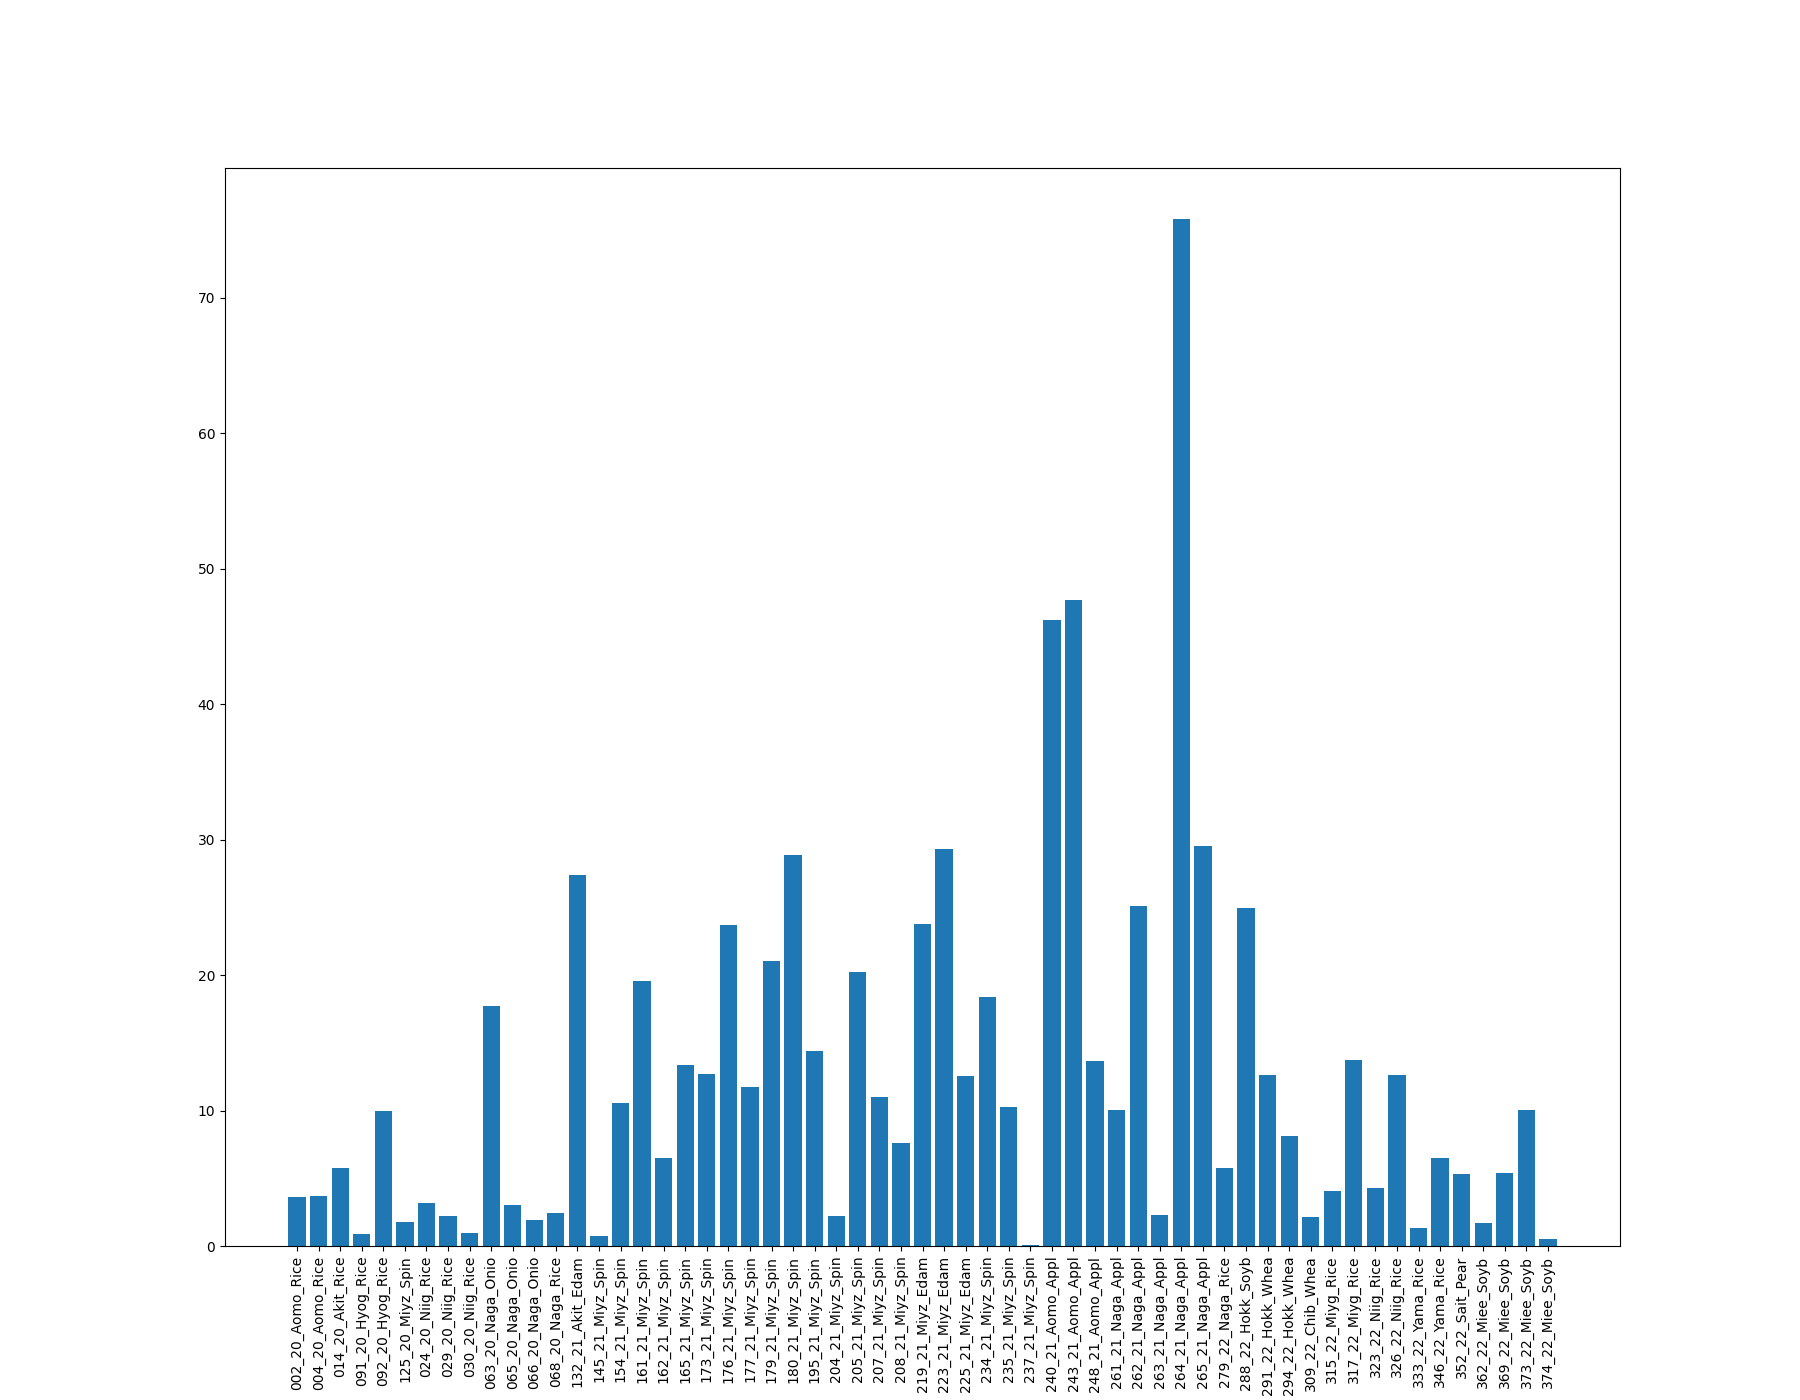 70
60
50
40
30
20
10
0
002_20_Aomo_Rice
004_20_Aomo_Rice
014_20_Akit_Rice
091_20_Hyog_Rice
092_20_Hyog_Rice
125_20_Miyz_Spin
024_20_Niig_Rice
029_20_Niig_Rice
030_20_Niig_Rice
063_20_Naga_Onio
065_20_Naga_Onio
066_20_Naga_Onio
068_20_Naga_Rice
132_21_Akit_Edam
145_21_Miyz_Spin
154_21_Miyz_Spin
161_21_Miyz_Spin
162_21_Miyz_Spin
165_21_Miyz_Spin
173_21_Miyz_Spin
176_21_Miyz_Spin
177_21_Miyz_Spin
179_21_Miyz_Spin
180_21_Miyz_Spin
195_21_Miyz_Spin
204_21_Miyz_Spin
205_21_Miyz_Spin
207_21_Miyz_Spin
208_21_Miyz_Spin
219_21_Miyz_Edam
223_21_Miyz_Edam
225_21_Miyz_Edam
234_21_Miyz_Spin
235_21_Miyz_Spin
237_21_Miyz_Spin
240_21_Aomo_Appl
243_21_Aomo_Appl
248_21_Aomo_Appl
261_21_Naga_Appl
262_21_Naga_Appl
263_21_Naga_Appl
264_21_Naga_Appl
265_21_Naga_Appl
279_22_Naga_Rice
288_22_Hokk_Soyb
291_22_Hokk_Whea
294_22_Hokk_Whea
309_22_Chib_Whea
315_22_Miyg_Rice
317_22_Miyg_Rice
323_22_Niig_Rice
326_22_Niig_Rice
333_22_Yama_Rice
346_22_Yama_Rice
352_22_Sait_Pear
362_22_Miee_Soyb
369_22_Miee_Soyb
373_22_Miee_Soyb
374_22_Miee_Soyb